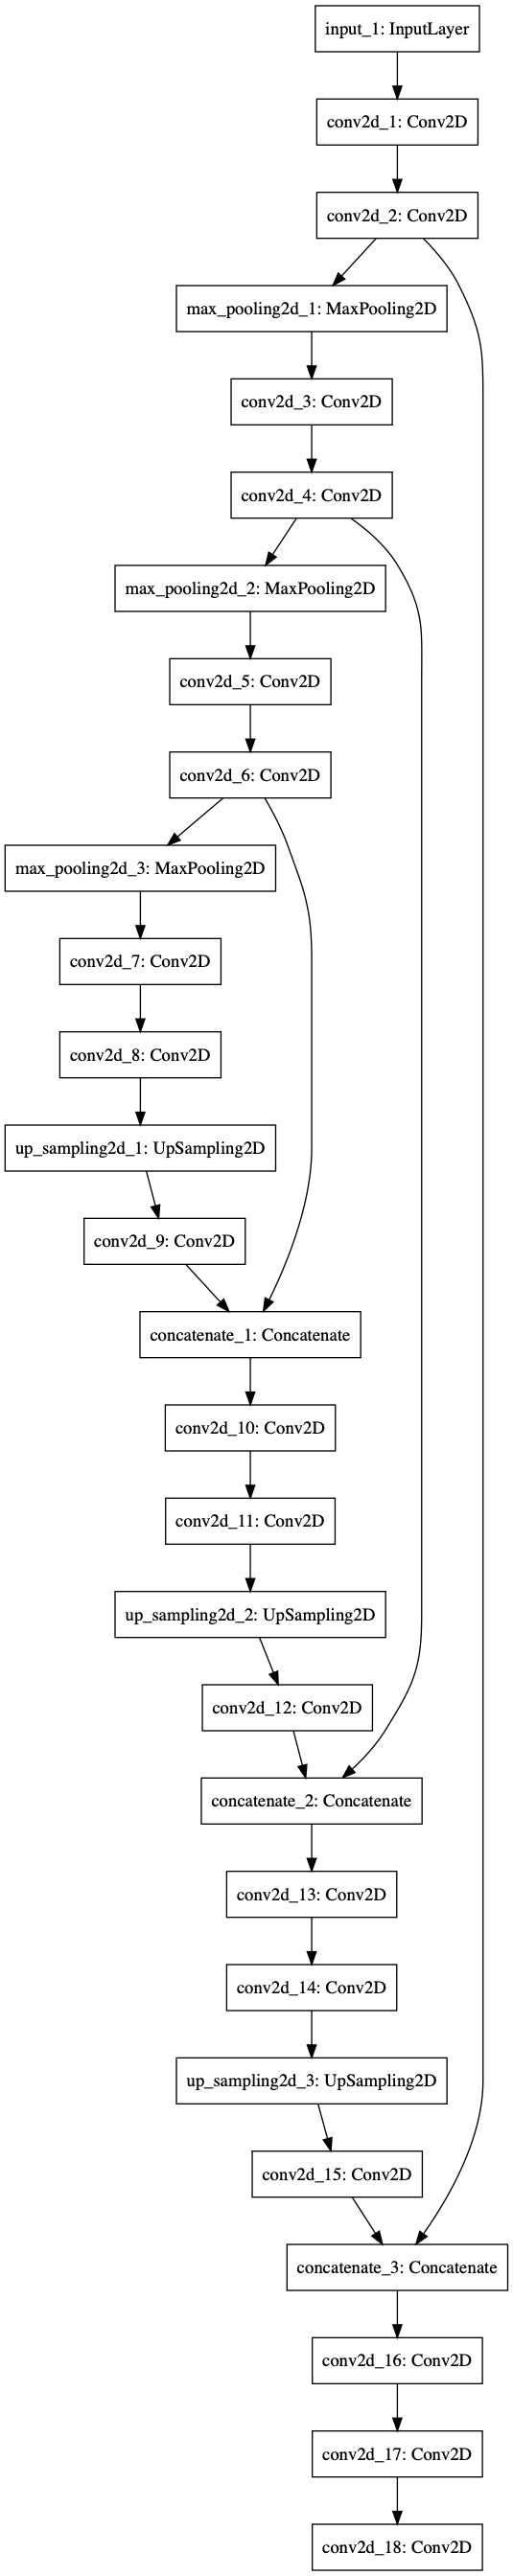 input_1: InputLayer
conv2d_1: Conv2D
conv2d_2: Conv2D
max_pooling2d_1: MaxPooling2D
conv2d_3: Conv2D
conv2d_4: Conv2D
max_pooling2d_2: MaxPooling2D
conv2d_5: Conv2D
conv2d_6: Conv2D
max_pooling2d_3: MaxPooling2D
conv2d_7: Conv2D
conv2d_8: Conv2D
up_sampling2d_1: UpSampling2D
conv2d_9: Conv2D
concatenate_1: Concatenate
conv2d_10: Conv2D
conv2d_11: Conv2D
up_sampling2d_2: UpSampling2D
conv2d_12: Conv2D
concatenate_2: Concatenate
conv2d_13: Conv2D
conv2d_14: Conv2D
up_sampling2d_3: UpSampling2D
conv2d_15: Conv2D
concatenate_3: Concatenate
conv2d_16: Conv2D
conv2d_17: Conv2D
conv2d_18: Conv2D